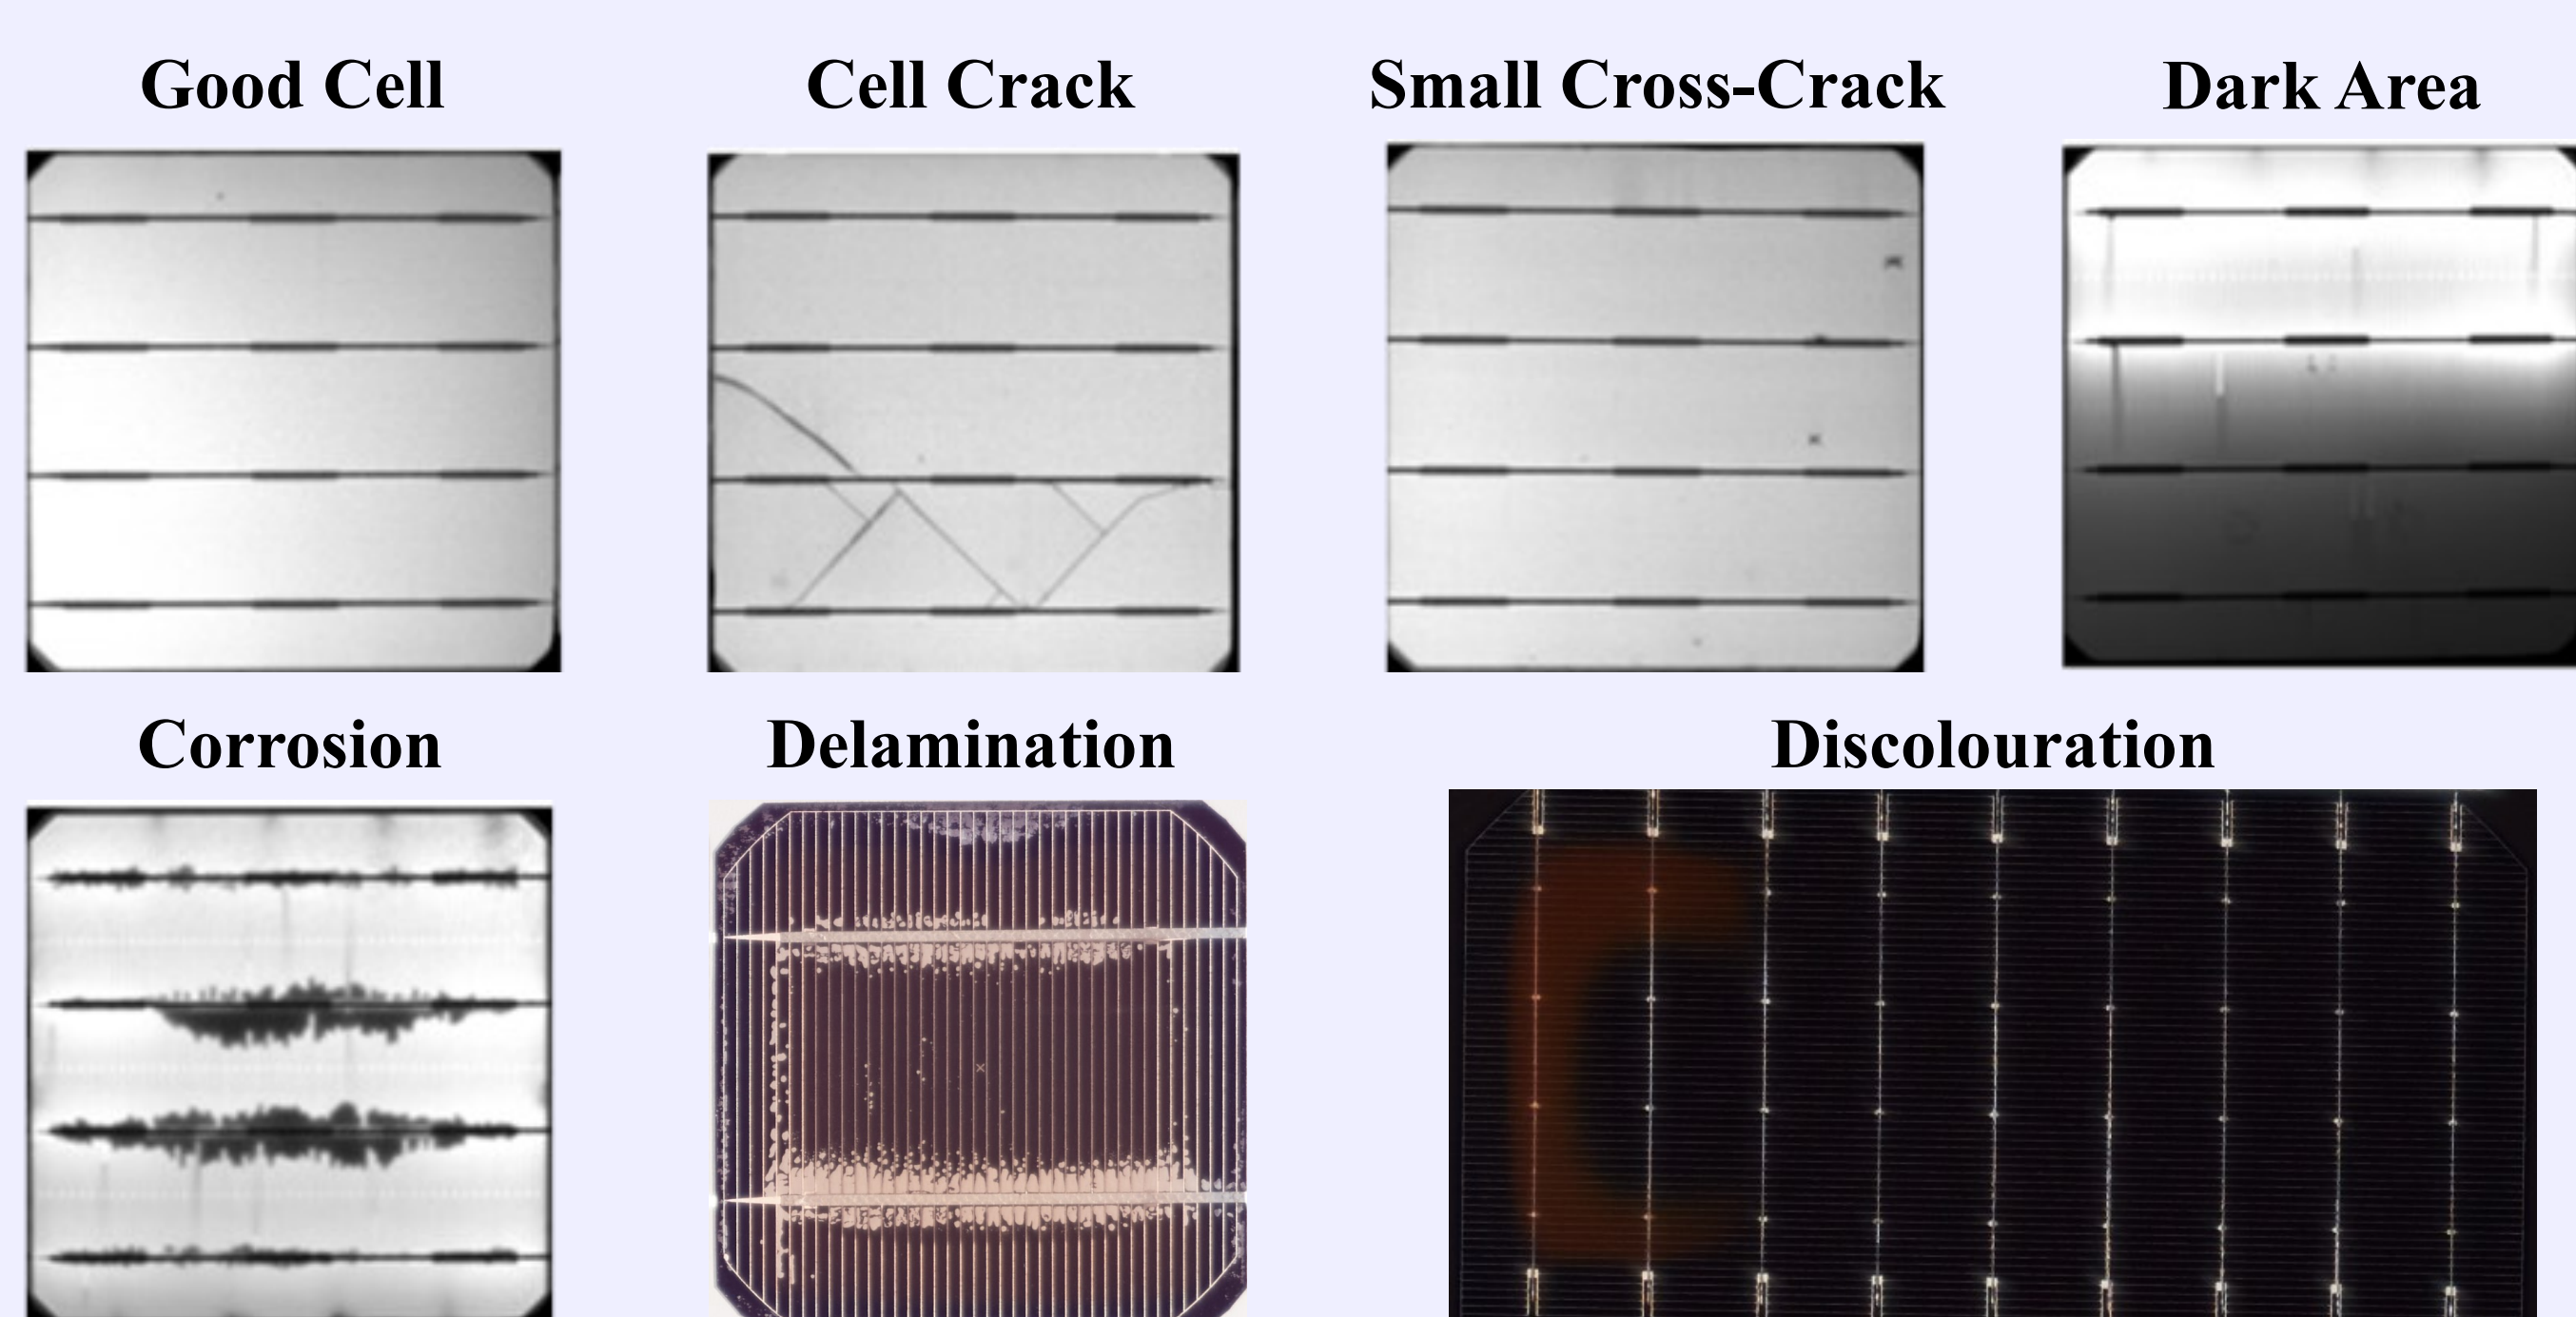 Good Cell
Cell Crack
Small Cross-Crack
Dark Area
Corrosion
Delamination
Discolouration